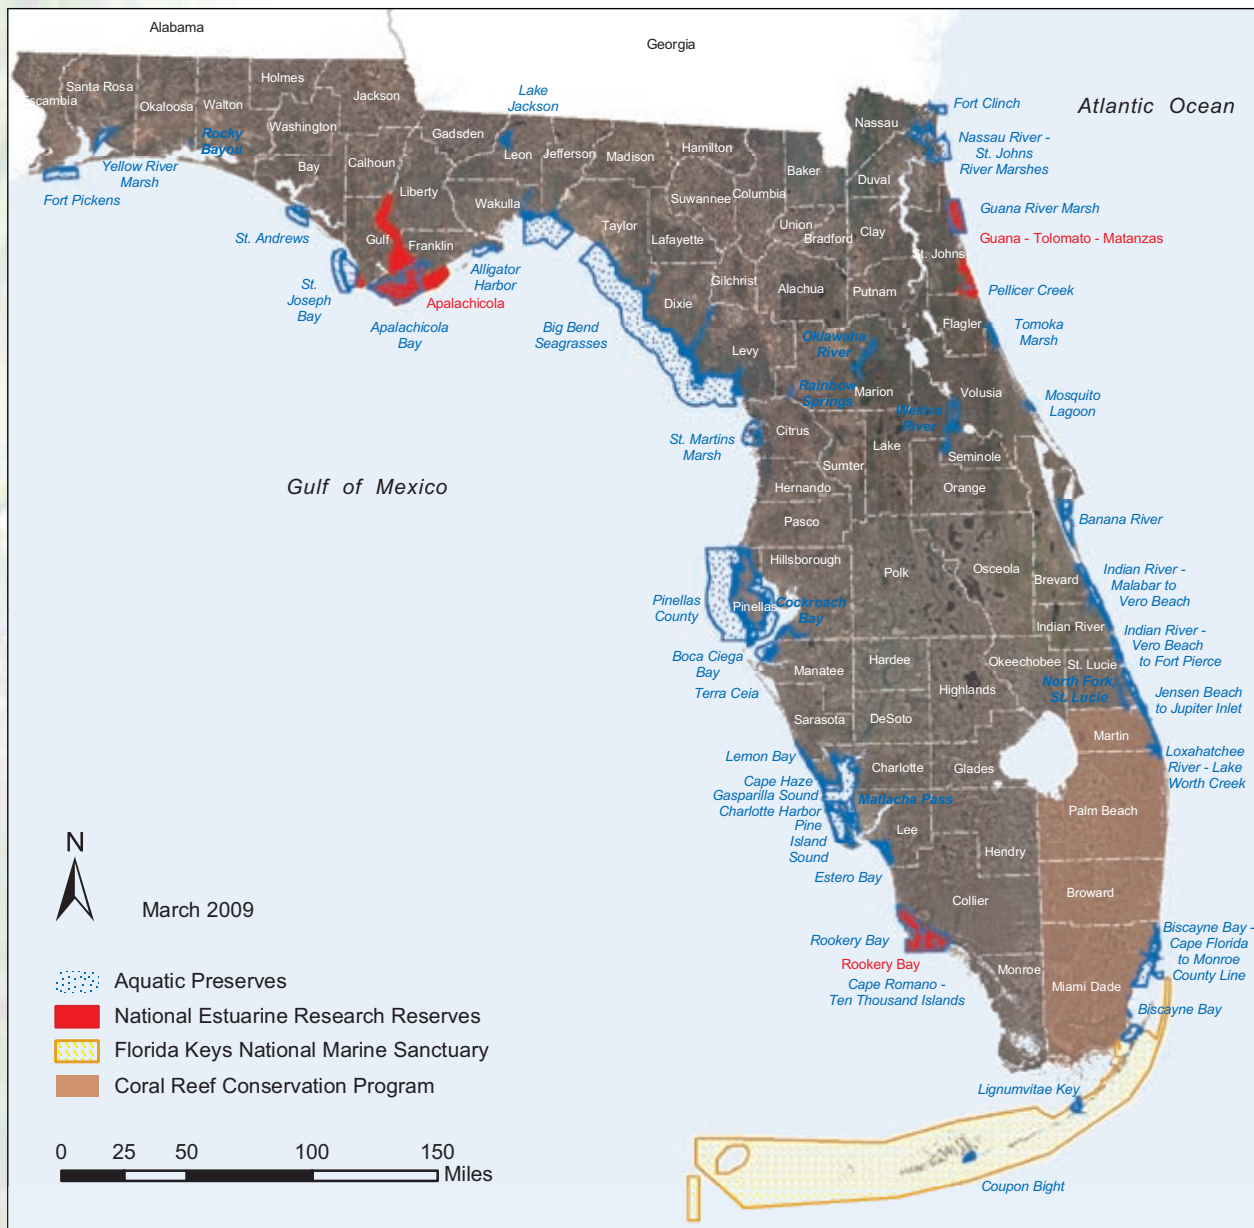 Alabama
Georgia
Atlantic Ocean
Gulf of Mexico
Escambia
Santa Rosa
Okaloosa
Walton
Holmes
Washington
Jackson
Bay
Calhoun
Gadsden
Liberty
Gulf
Franklin
Leon
Wakulla
Jefferson
Madison
Taylor
Hamilton
Suwannee
Lafayette
Columbia
Baker
Nassau
Duval
Union
Bradford
Clay
St. Johns
Gilchrist
Dixie
Alachua
Putnam
Flagler
Levy
Marion
Volusia
Citrus
Lake
Sumter
Seminole
Hernando
Orange
Pasco
Hillsborough
Pinellas
Polk
Osceola
Brevard
Indian River
Manatee
Hardee
Okeechobee
St. Lucie
Highlands
Sarasota
DeSoto
Martin
Charlotte
Glades
Palm Beach
Lee
Hendry
Broward
Collier
Monroe
Miami Dade
Fort Pickens
Yellow River
Marsh
Rocky
Bayou
St. Andrews
St.
Joseph
Bay
Apalachicola
Apalachicola
Bay
Alligator
Harbor
Lake
Jackson
Big Bend
Seagrasses
Fort Clinch
Nassau River -
St. Johns
River Marshes
Guana River Marsh
Guana - Tolomato - Matanzas
Pellicer Creek
Tomoka
Marsh
Mosquito
Lagoon
Oklawaha
River
Rainbow
Springs
Wekiva
River
St. Martins
Marsh
Banana River
Indian River -
Malabar to
Vero Beach
Indian River -
Vero Beach
to Fort Pierce
North Fork,
St. Lucie
Jensen Beach
to Jupiter Inlet
Loxahatchee
River - Lake
Worth Creek
Pinellas
County
Cockroach
Bay
Boca Ciega
Bay
Terra Ceia
Lemon Bay
Cape Haze
Gasparilla Sound
Charlotte Harbor
Pine
Island
Sound
Matlacha Pass
Estero Bay
Rookery Bay
Rookery Bay
Cape Romano -
Ten Thousand Islands
Biscayne Bay -
Cape Florida
to Monroe
County Line
Biscayne Bay
Lignumvitae Key
Coupon Bight
N
March 2009
Aquatic Preserves
National Estuarine Research Reserves
Florida Keys National Marine Sanctuary
Coral Reef Conservation Program
0 25 50 100 150
Miles